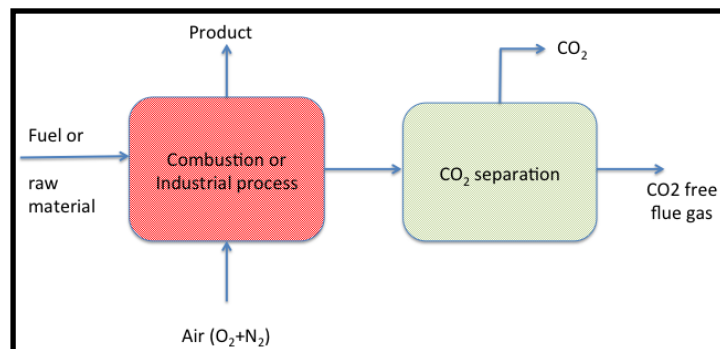 Product
CO₂
Fuel or
raw
material
Combustion or
Industrial process
CO₂ separation
CO2 free
flue gas
Air (O₂+N₂)